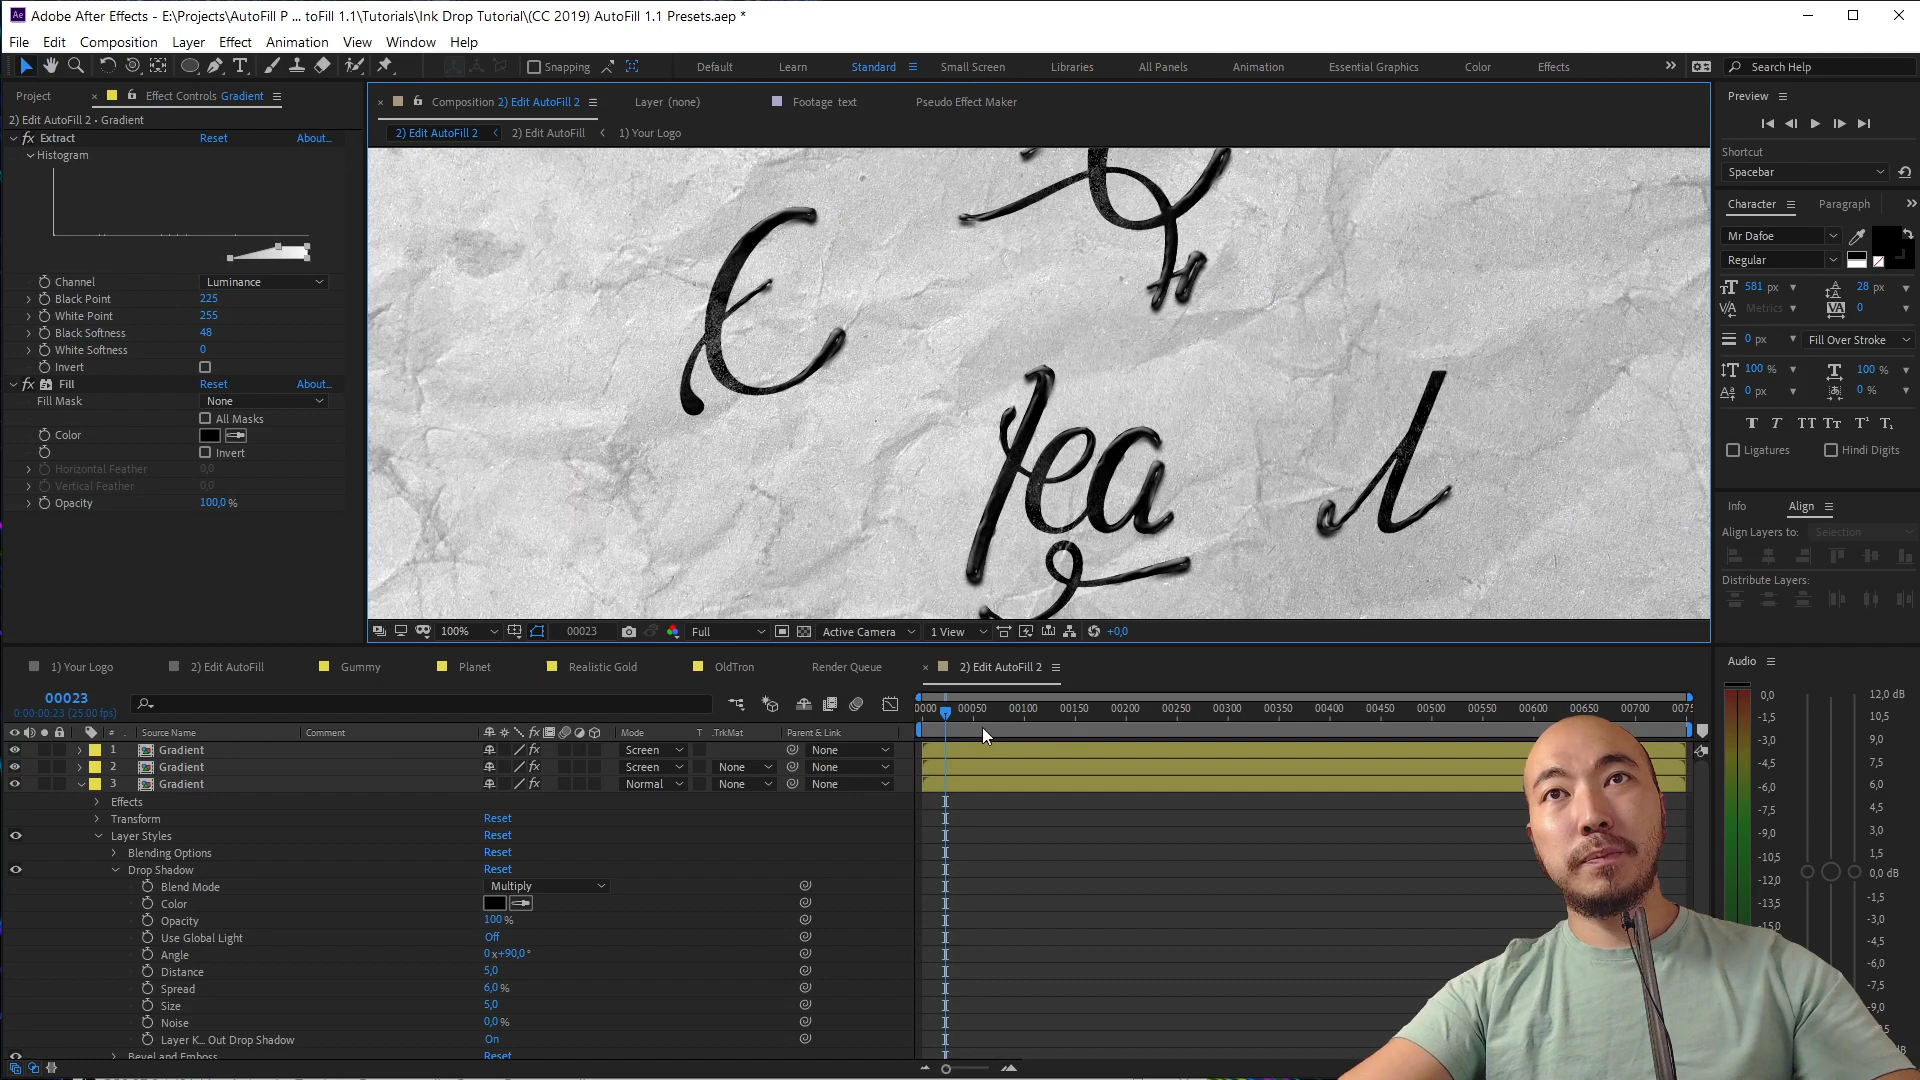 Adobe After Effects - E:\Projects\AutoFill P ... toFill 1.1\Tutorials\Ink Drop Tutorial\(CC 2019) AutoFill 1.1 Presets.aep *
File Edit Composition Layer Effect Animation View Window Help
Snapping Default Learn Standard Small Screen Libraries All Panels Animation Essential Graphics Color Effects Search Help
Project Effect Controls Gradient
2) Edit AutoFill 2 • Gradient
fx Extract Reset About...
Histogram
Channel Luminance
Black Point 225
White Point 255
Black Softness 48
White Softness 0
Invert
fx Fill Reset About...
Fill Mask None
All Masks
Color
Invert
Horizontal Feather 0,0
Vertical Feather 0,0
Opacity 100,0 %
Composition 2) Edit AutoFill 2 Layer (none) Footage text Pseudo Effect Maker
2) Edit AutoFill 2 2) Edit AutoFill 1) Your Logo
100% 00023 Full Active Camera 1 View +0,0
Preview
Shortcut
Spacebar
Character Paragraph
Mr Dafoe
Regular
581 px 28 px
Metrics 0
0 px Fill Over Stroke
100 % 100 %
0 px 0 %
Ligatures Hindi Digits
Info Align
Align Layers to: Selection
Distribute Layers:
1) Your Logo 2) Edit AutoFill Gummy Planet Realistic Gold OldTron Render Queue 2) Edit AutoFill 2
00023
0:00:00:23 (25.00 fps)
0000 00050 00100 00150 00200 00250 00300 00350 00400 00450 00500 00550 00600 00650 00700 0075
# Source Name Comment Mode T .TrkMat Parent & Link
1 Gradient Screen None
2 Gradient Screen None None
3 Gradient Normal None None
Effects
Transform Reset
Layer Styles Reset
Blending Options Reset
Drop Shadow Reset
Blend Mode Multiply
Color
Opacity 100 %
Use Global Light Off
Angle 0x+90,0°
Distance 5,0
Spread 6,0 %
Size 5,0
Noise 0,0 %
Layer K... Out Drop Shadow On
Bevel and Emboss Reset
Audio
0,0
-1,5
-3,0
-4,5
-6,0
-7,5
-9,0
-10,5
-12,0
-13,5
-15,0
12,0 dB
10,5
9,0
7,5
6,0
4,5
3,0
1,5
0,0 dB
-1,5
-3,0
-4,5
-6,0
-7,5
-9,0